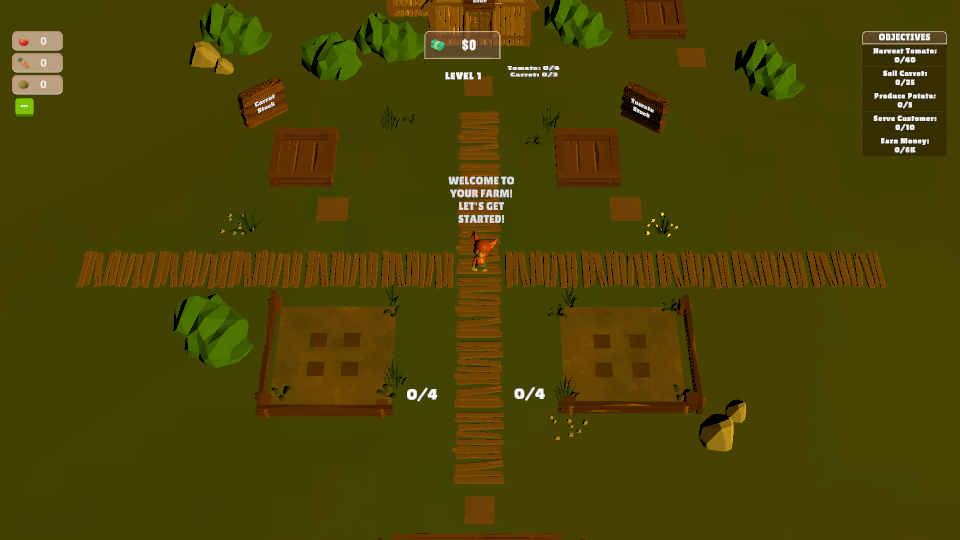 0
0
0
$0
LEVEL 1
Tomato: 0/4
Carrot: 0/2
OBJECTIVES
Harvest Tomato:
0/40
Sell Carrot:
0/25
Produce Potato:
0/5
Serve Customer:
0/10
Earn Money:
0/6K
Carrot
Stock
Tomato
Stock
WELCOME TO
YOUR FARM!
LET'S GET
STARTED!
0/4
0/4